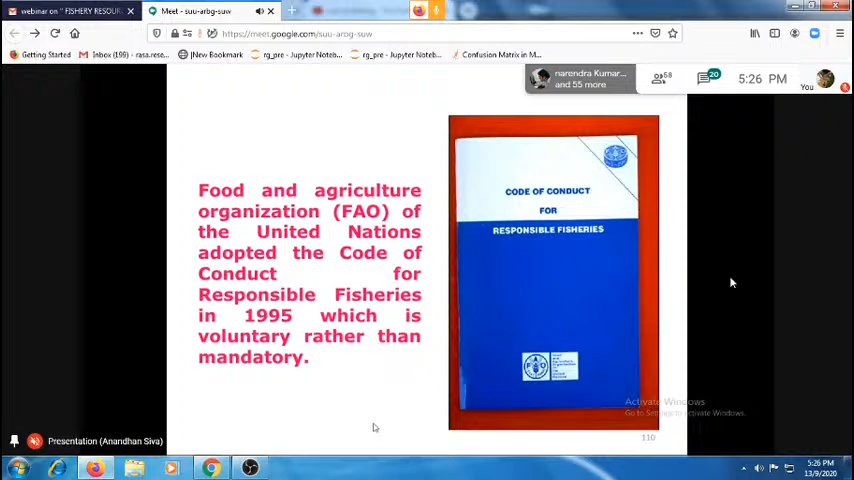 webinar on " FISHERY RESOUR
Meet - suu-arbg-suw
https://meet.google.com/suu-arog-suw
Getting Started
Inbox (199) - rasa.rese...
|New Bookmark
rg_pre - Jupyter Noteb...
rg_pre - Jupyter Noteb...
Confusion Matrix in M...
narendra Kumar...
and 55 more
58
20
5:26 PM
You
Food and agriculture
organization (FAO) of
the United Nations
adopted the Code of
Conduct for
Responsible Fisheries
in 1995 which is
voluntary rather than
mandatory.
CODE OF CONDUCT
FOR
RESPONSIBLE FISHERIES
Activate Windows
Go to Settings to activate Windows.
110
Presentation (Anandhan Siva)
5:26 PM
13/9/2020